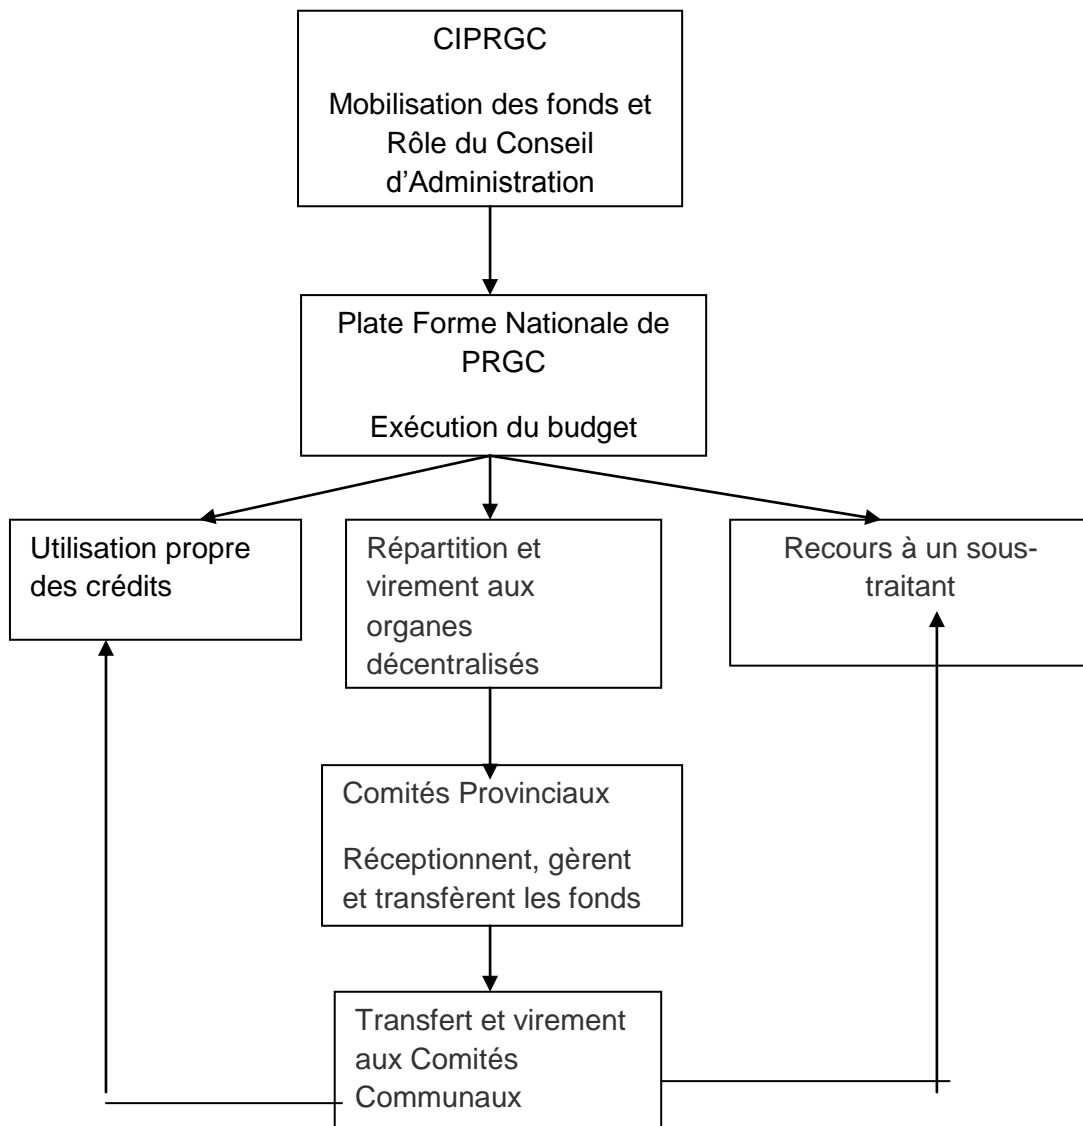 CIPRGC
Mobilisation des fonds et
Rôle du Conseil
d’Administration
Plate Forme Nationale de
PRGC
Exécution du budget
Utilisation propre
des crédits
Répartition et
virement aux
organes
décentralisés
Recours à un sous-
traitant
Comités Provinciaux
Réceptionnent, gèrent
et transfèrent les fonds
Transfert et virement
aux Comités
Communaux